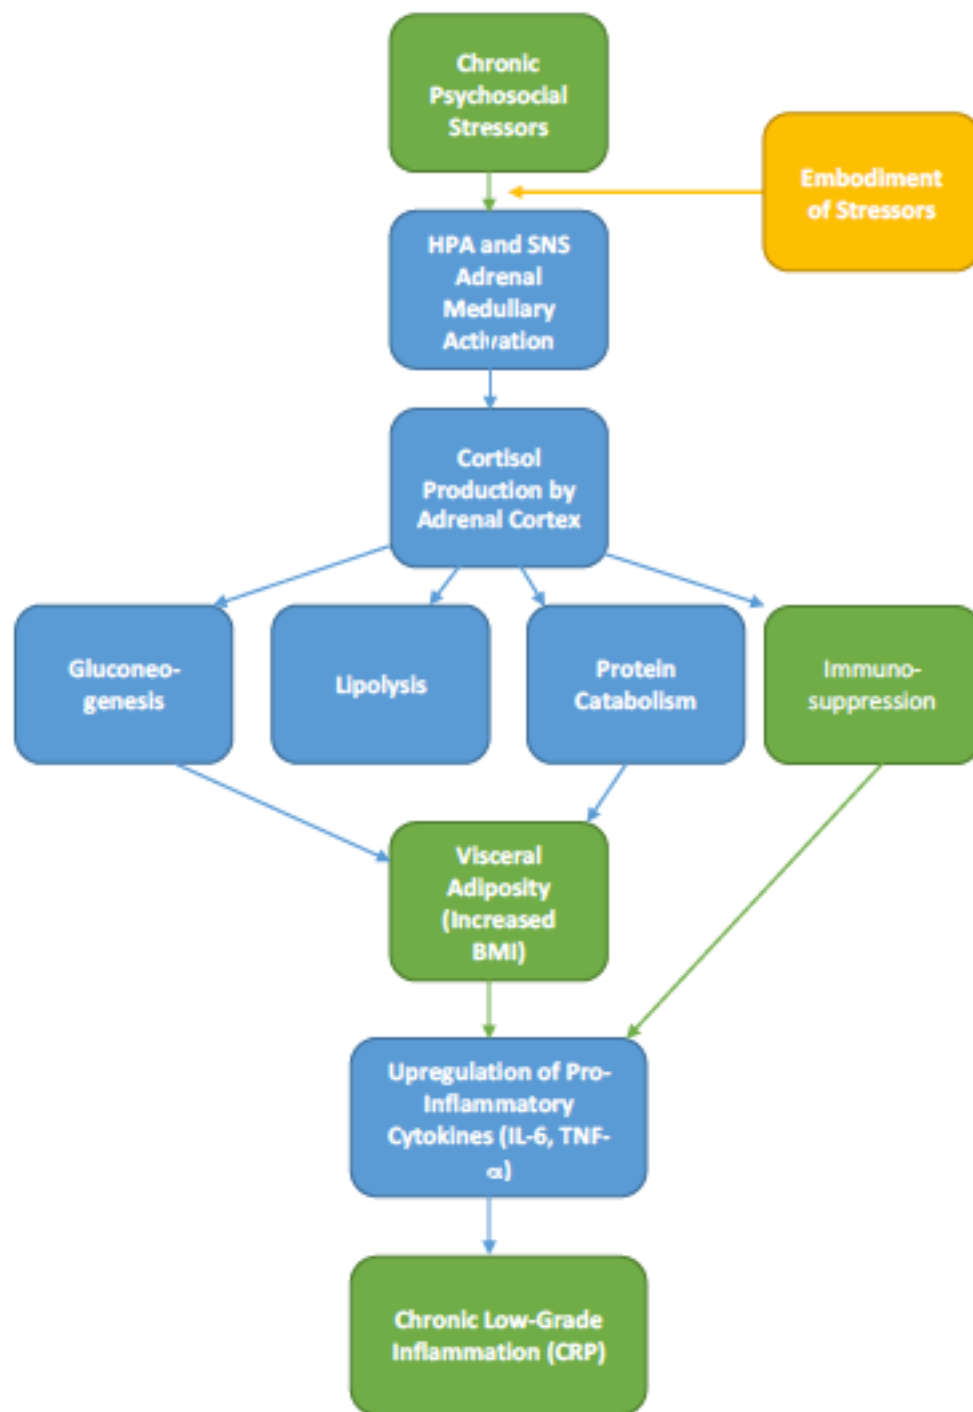 Chronic
Psychosocial
Stressors
Embodiment
of Stressors
HPA and SNS
Adrenal
Medullary
Activation
Cortisol
Production by
Adrenal Cortex
Gluconeo-
genesis
Lipolysis
Protein
Catabolism
Immuno-
suppression
Visceral
Adiposity
(Increased
BMI)
Upregulation of Pro-
Inflammatory
Cytokines (IL-6, TNF-
α)
Chronic Low-Grade
Inflammation (CRP)